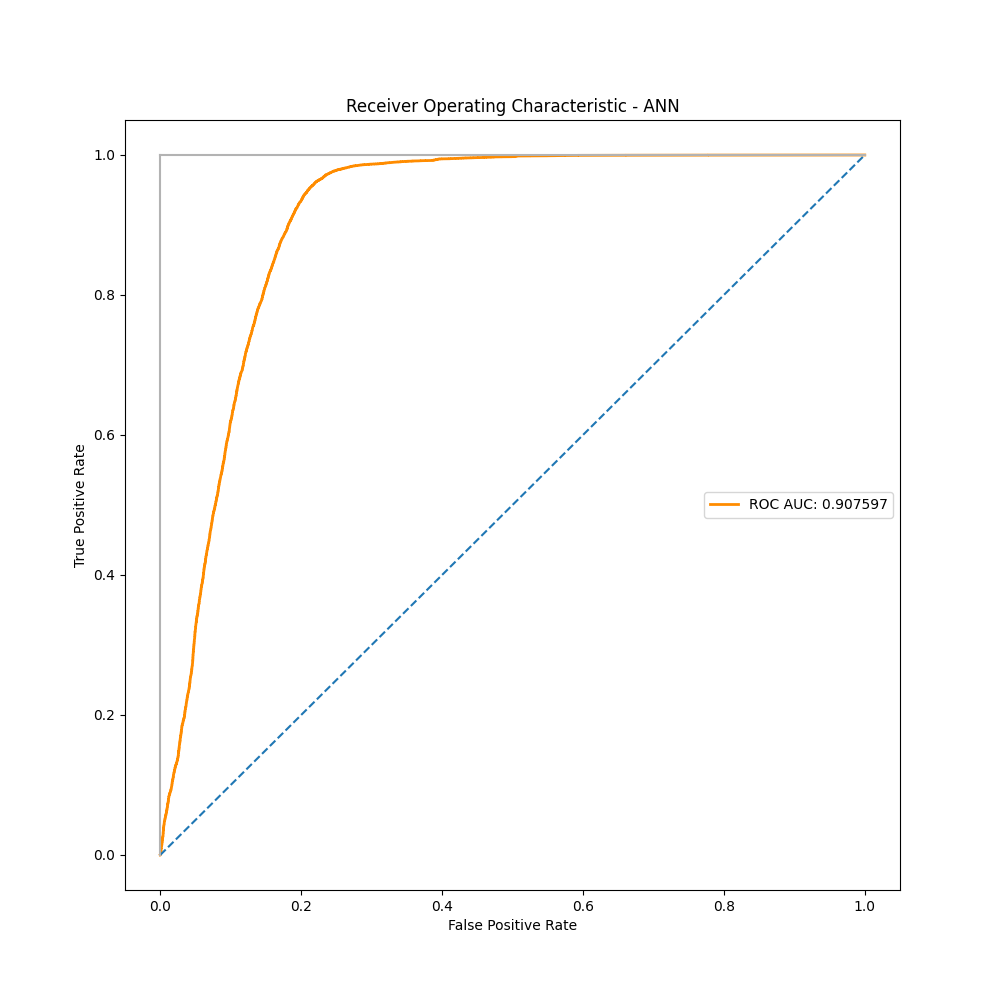 Receiver Operating Characteristic - ANN
1.0
0.8
0.6
0.4
0.2
0.0
True Positive Rate
ROC AUC: 0.907597
0.0 0.2 0.4 0.6 0.8 1.0
False Positive Rate